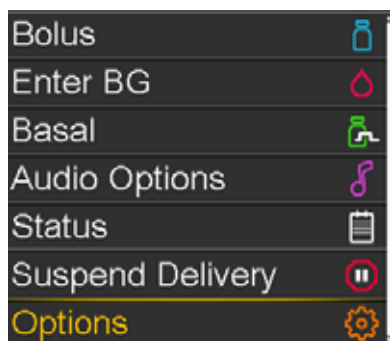 Bolus
Enter BG
Basal
Audio Options
Status
Suspend Delivery
Options